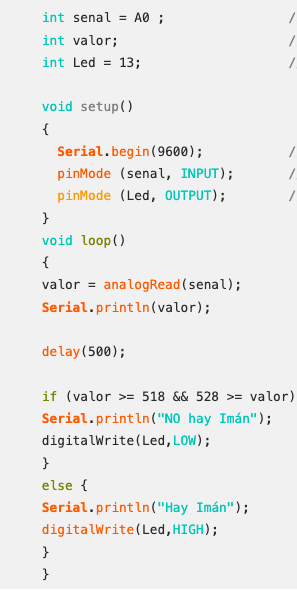 int senal = A0 ; /
int valor; /
int Led = 13; /
void setup()
{
Serial.begin(9600); /
pinMode (senal, INPUT); /
pinMode (Led, OUTPUT); /
}
void loop()
{
valor = analogRead(senal);
Serial.println(valor);
delay(500);
if (valor >= 518 && 528 >= valor)
Serial.println("NO hay Imán");
digitalWrite(Led,LOW);
}
else {
Serial.println("Hay Imán");
digitalWrite(Led,HIGH);
}
}